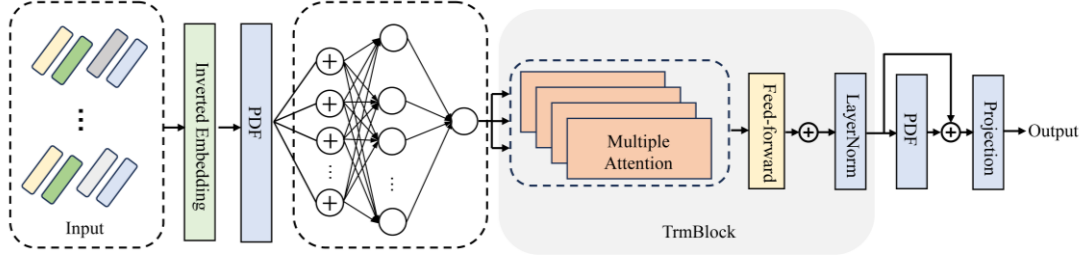 Input
Inverted Embedding
PDF
Multiple
Attention
TrmBlock
Feed-forward
LayerNorm
PDF
Projection
Output